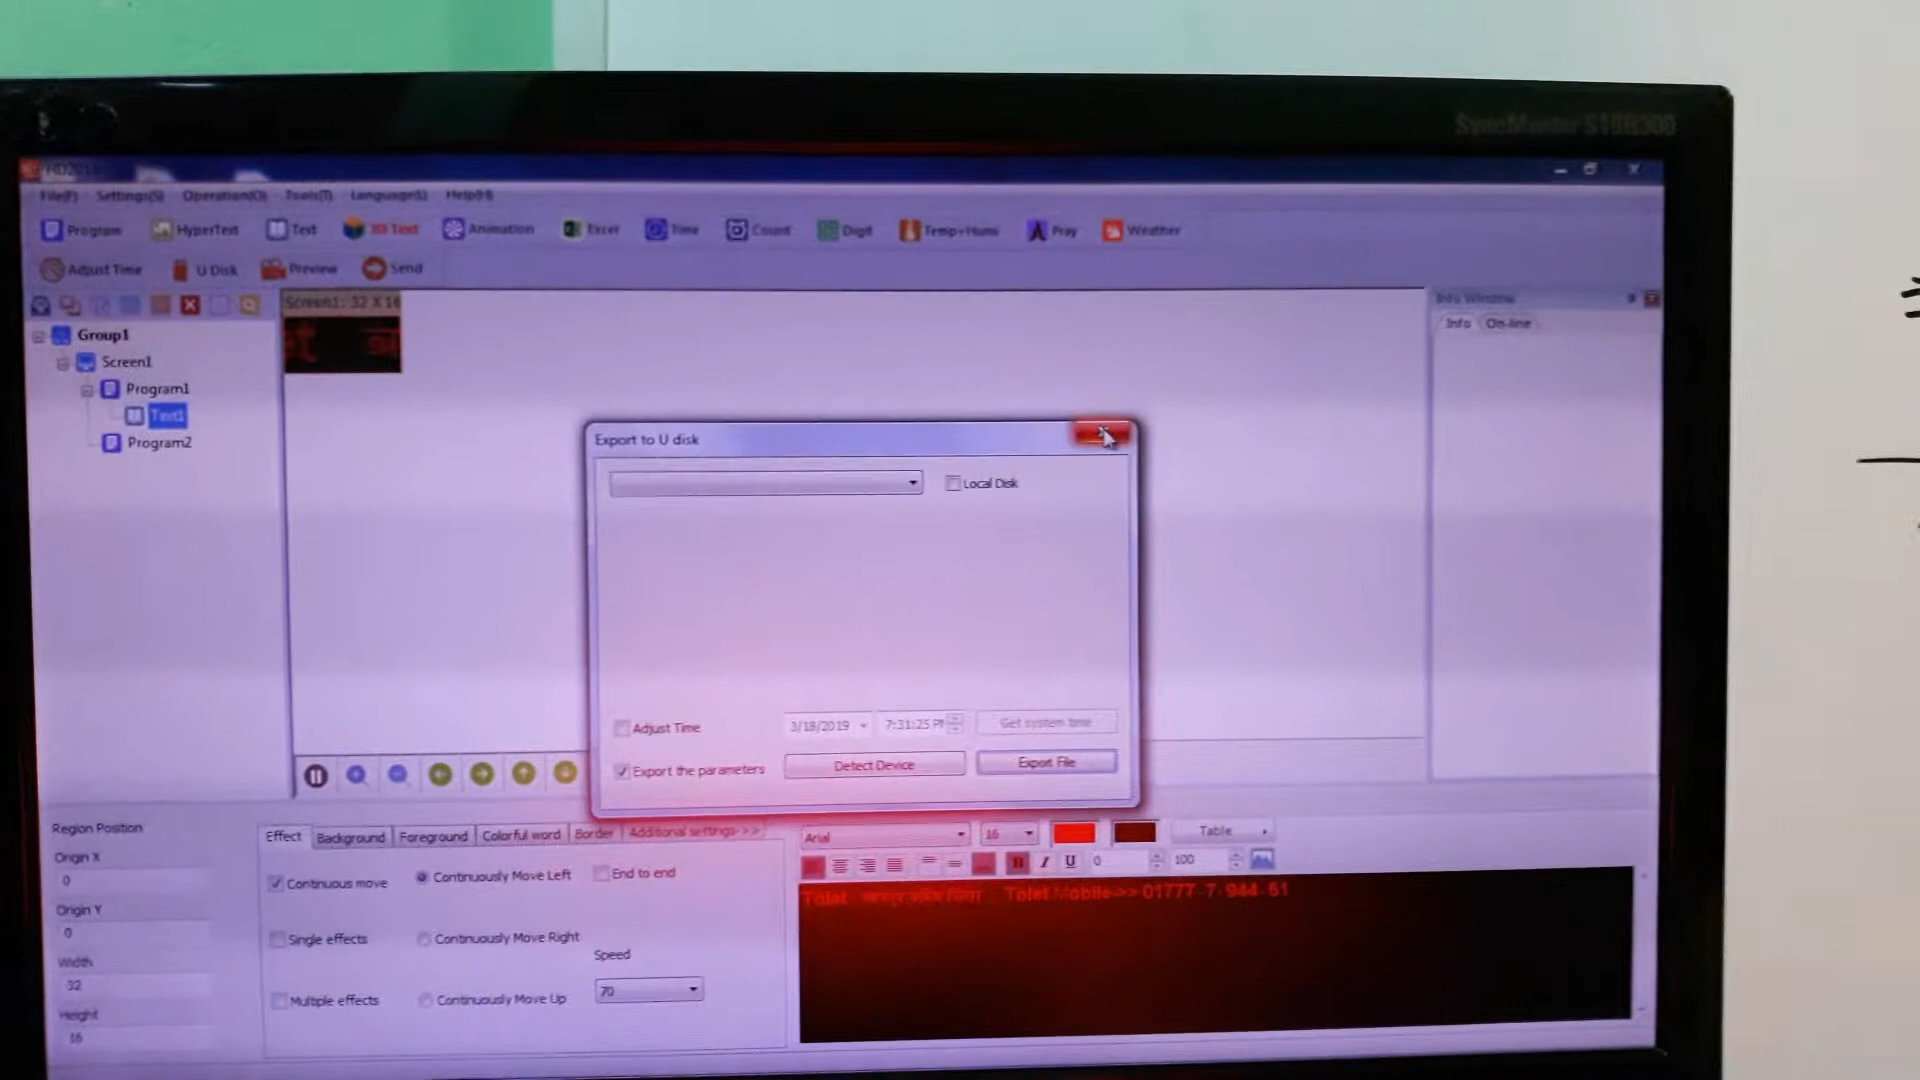 SyncMaster S19B300
File(F) Settings(S) Operation(O) Tools(T) Language(L) Help(H)
Program HyperText Text 3D Text Animation Excel Time Count Digit Temp+Humi Pray Weather
Adjust Time U Disk Preview Send
Screen1: 32 X 16
Info Window
Info On-line
Group1
Screen1
Program1
Text1
Program2
Export to U disk
Local Disk
Adjust Time 3/18/2019 7:31:25 PM Get system time
Export the parameters Detect Device Export File
Region Position
Origin X
0
Origin Y
0
Width
32
Height
16
Effect Background Foreground Colorful word Border Additional settings->>
Continuous move Continuously Move Left End to end
Single effects Continuously Move Right
Speed
70
Multiple effects Continuously Move Up
Arial 16 Table
B I U 0 100
Tolet Tolet Mobile->> 01777-7-944-51